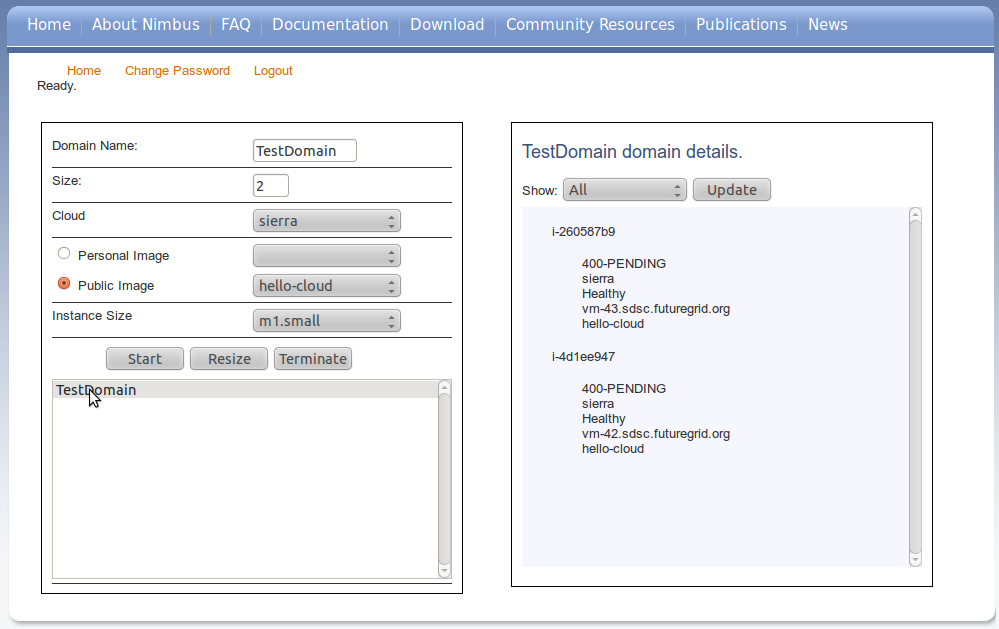 Home About Nimbus FAQ Documentation Download Community Resources Publications News
Home Change Password Logout
Ready.
Domain Name: TestDomain
Size: 2
Cloud sierra
Personal Image
Public Image hello-cloud
Instance Size m1.small
Start Resize Terminate
TestDomain
TestDomain domain details.
Show: All Update
i-260587b9
400-PENDING
sierra
Healthy
vm-43.sdsc.futuregrid.org
hello-cloud
i-4d1ee947
400-PENDING
sierra
Healthy
vm-42.sdsc.futuregrid.org
hello-cloud